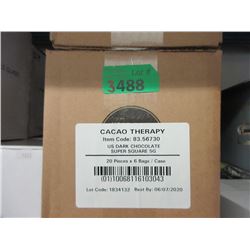 Lot #
3488
CACAO THERAPY
Item Code: 83.56730
US DARK CHOCOLATE
SUPER SQUARE 5G
20 Pieces x 6 Bags / Case
(01)10068116103043
Lot Code: 1834132 Best By: 06/07/2020